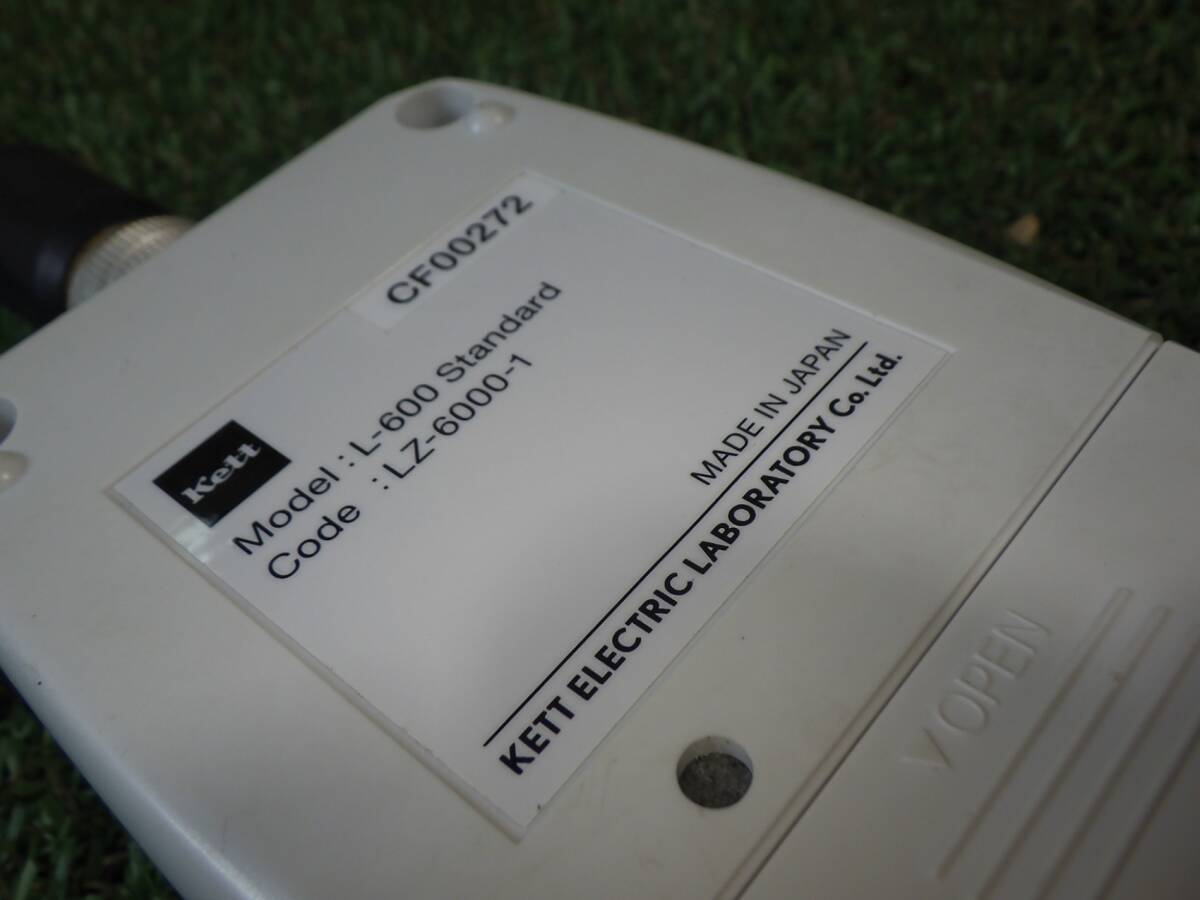 CF00272
Kett
Model : L-600 Standard
Code : LZ-6000-1
MADE IN JAPAN
KETT ELECTRIC LABORATORY Co. Ltd.
OPEN